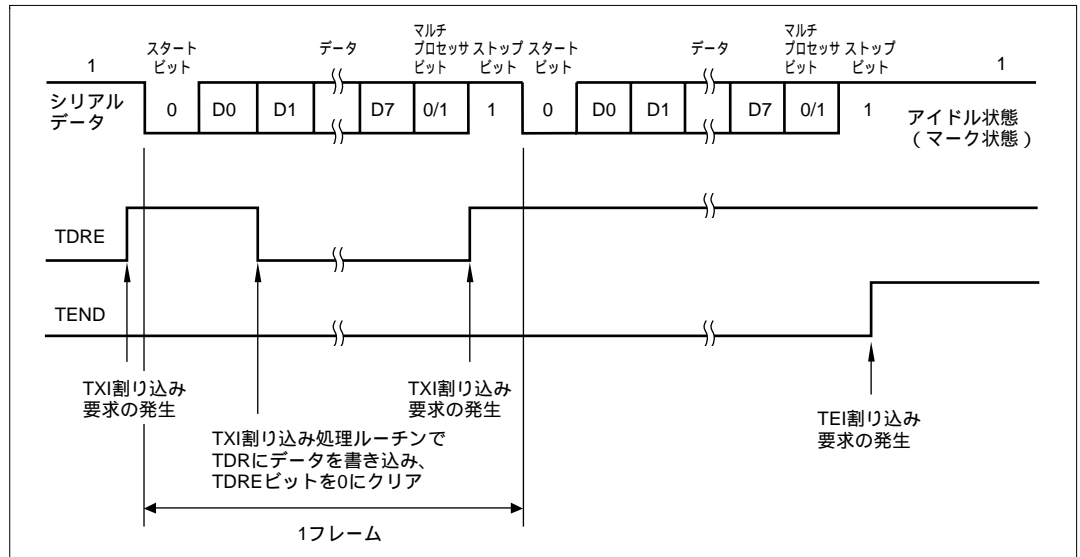 スタート
ビット
データ
マルチ
プロセッサ
ビット
ストップ
ビット
スタート
ビット
データ
マルチ
プロセッサ
ビット
ストップ
ビット
1
1
シリアル
データ
0
D0
D1
D7
0/1
1
0
D0
D1
D7
0/1
1
アイドル状態
(マーク状態)
TDRE
TEND
TXI割り込み
要求の発生
TXI割り込み処理ルーチンで
TDRにデータを書き込み、
TDREビットを0にクリア
TXI割り込み
要求の発生
TEI割り込み
要求の発生
1フレーム